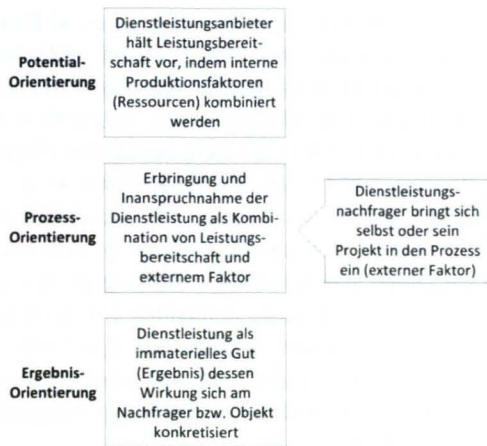 Potential-
Orientierung
Dienstleistungsanbieter
hält Leistungsbereit-
schaft vor, indem interne
Produktionsfaktoren
(Ressourcen) kombiniert
werden
Prozess-
Orientierung
Erbringung und
Inanspruchnahme der
Dienstleistung als Kombi-
nation von Leistungs-
bereitschaft und
externem Faktor
Dienstleistungs-
nachfrager bringt sich
selbst oder sein
Projekt in den Prozess
ein (externer Faktor)
Ergebnis-
Orientierung
Dienstleistung als
immaterielles Gut
(Ergebnis) dessen
Wirkung sich am
Nachfrager bzw. Objekt
konkretisiert